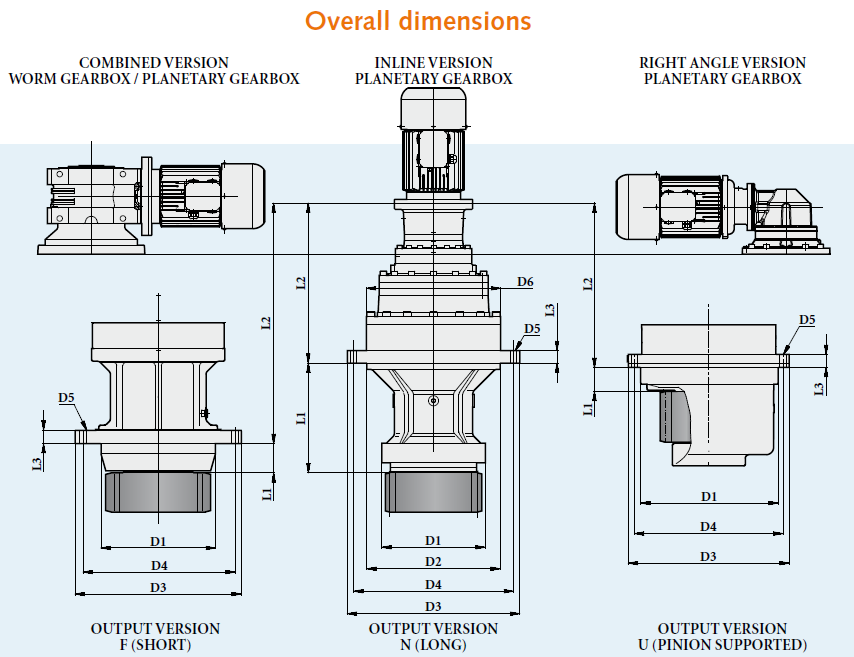 Overall dimensions
COMBINED VERSION
WORM GEARBOX / PLANETARY GEARBOX
INLINE VERSION
PLANETARY GEARBOX
RIGHT ANGLE VERSION
PLANETARY GEARBOX
L2
L2
D6
L3
D5
L2
D5
L3
L1
D5
L3
L1
L1
D1
D4
D3
D1
D2
D4
D3
D1
D4
D3
OUTPUT VERSION
F (SHORT)
OUTPUT VERSION
N (LONG)
OUTPUT VERSION
U (PINION SUPPORTED)